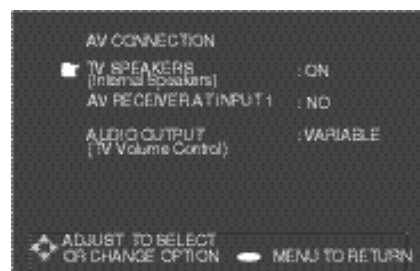 AV CONNECTION
TV SPEAKERS : ON
(Internal Speakers)
AV RECEIVER AT INPUT 1 : NO
AUDIO OUTPUT : VARIABLE
(TV Volume Control)
ADJUST TO SELECT
OR CHANGE OPTION MENU TO RETURN